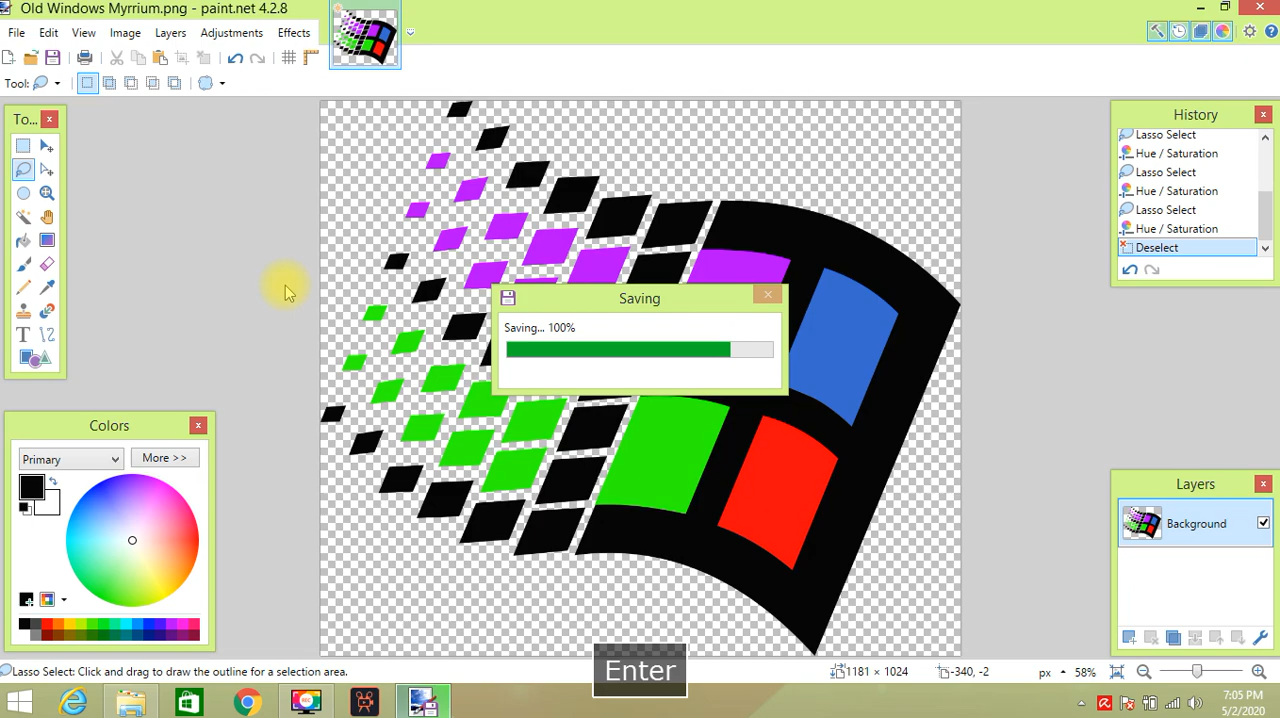 Old Windows Myrrium.png - paint.net 4.2.8
File Edit View Image Layers Adjustments Effects
Tool:
To...
History
Lasso Select
Hue / Saturation
Lasso Select
Hue / Saturation
Lasso Select
Hue / Saturation
Deselect
Saving
Saving... 100%
Colors
Primary
More >>
Layers
Background
Enter
Lasso Select: Click and drag to draw the outline for a selection area.
1181 × 1024
-340, -2
px
58%
REC
7:05 PM
5/2/2020